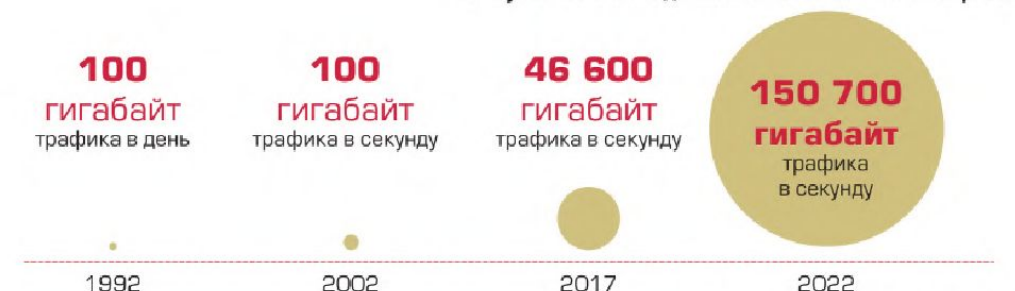 100
гигабайт
трафика в день
100
гигабайт
трафика в секунду
46 600
гигабайт
трафика в секунду
150 700
гигабайт
трафика
в секунду
1992
2002
2017
2022